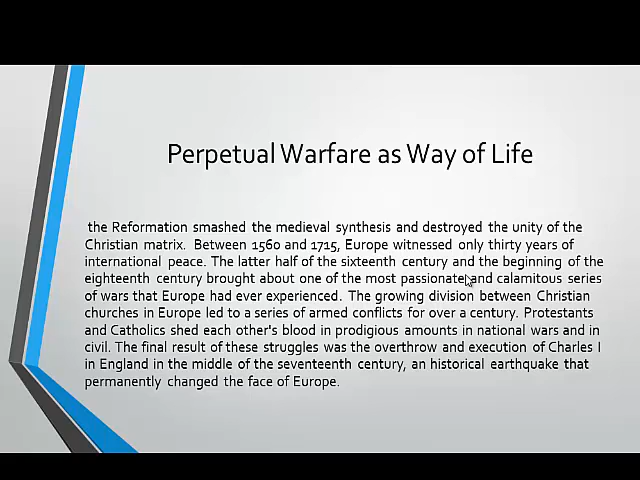 Perpetual Warfare as Way of Life
the Reformation smashed the medieval synthesis and destroyed the unity of the
Christian matrix. Between 1560 and 1715, Europe witnessed only thirty years of
international peace. The latter half of the sixteenth century and the beginning of the
eighteenth century brought about one of the most passionate and calamitous series
of wars that Europe had ever experienced. The growing division between Christian
churches in Europe led to a series of armed conflicts for over a century. Protestants
and Catholics shed each other's blood in prodigious amounts in national wars and in
civil. The final result of these struggles was the overthrow and execution of Charles I
in England in the middle of the seventeenth century, an historical earthquake that
permanently changed the face of Europe.